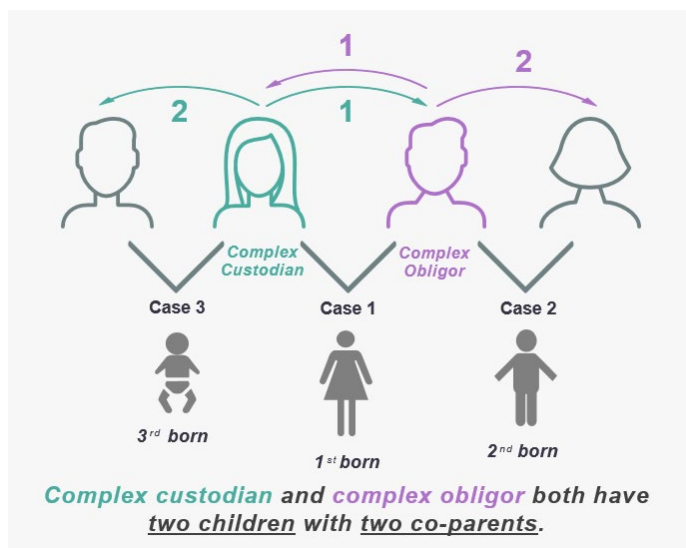 1
2
2
1
Complex
Custodian
Complex
Obligor
Case 3
Case 1
Case 2
3rd born
1st born
2nd born
Complex custodian and complex obligor both have
two children with two co-parents.